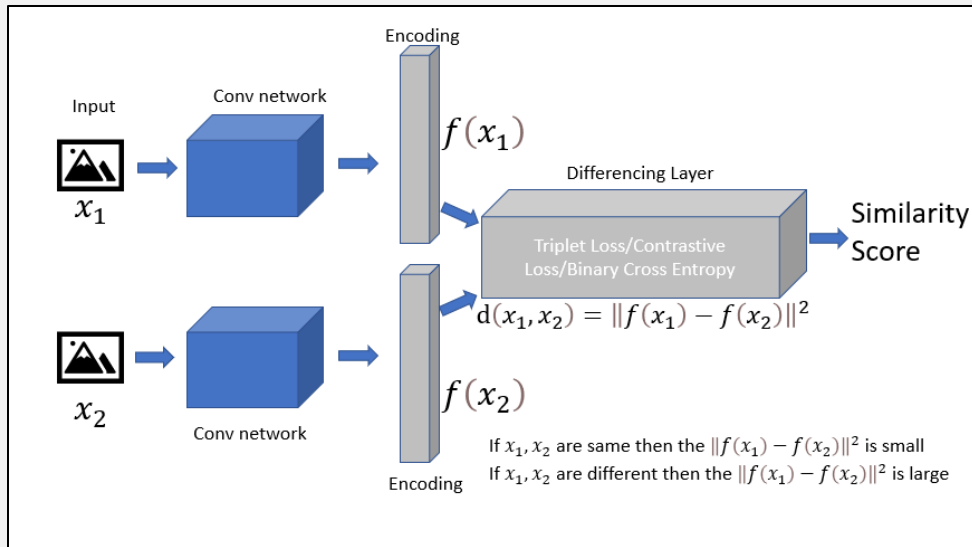 Encoding
Conv network
Input
f(x₁)
x₁
Differencing Layer
Triplet Loss/Contrastive
Loss/Binary Cross Entropy
Similarity
Score
d(x₁, x₂) = ‖f(x₁) − f(x₂)‖²
x₂
f(x₂)
Conv network
Encoding
If x₁, x₂ are same then the ‖f(x₁) − f(x₂)‖² is small
If x₁, x₂ are different then the ‖f(x₁) − f(x₂)‖² is large